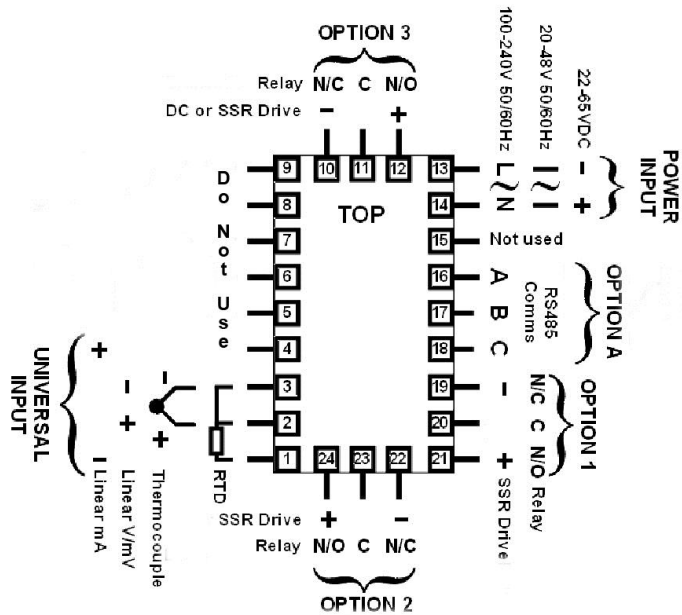 OPTION 3
Relay N/C C N/O
DC or SSR Drive − +
100-240V 50/60Hz
20-48V 50/60Hz
22-65VDC
L N
− +
POWER INPUT
9 10 11 12 13
8 14
7 15
6 16
5 17
4 18
3 19
2 20
1 24 23 22 21
TOP
Do Not Use
Not used
A B C
RS485 Comms
OPTION A
− +
N/C C N/O
SSR Drive
Relay
OPTION 1
UNIVERSAL INPUT
+ − Linear mA
− + Linear V/mV
− + Thermocouple
RTD
SSR Drive + −
Relay N/O C N/C
OPTION 2